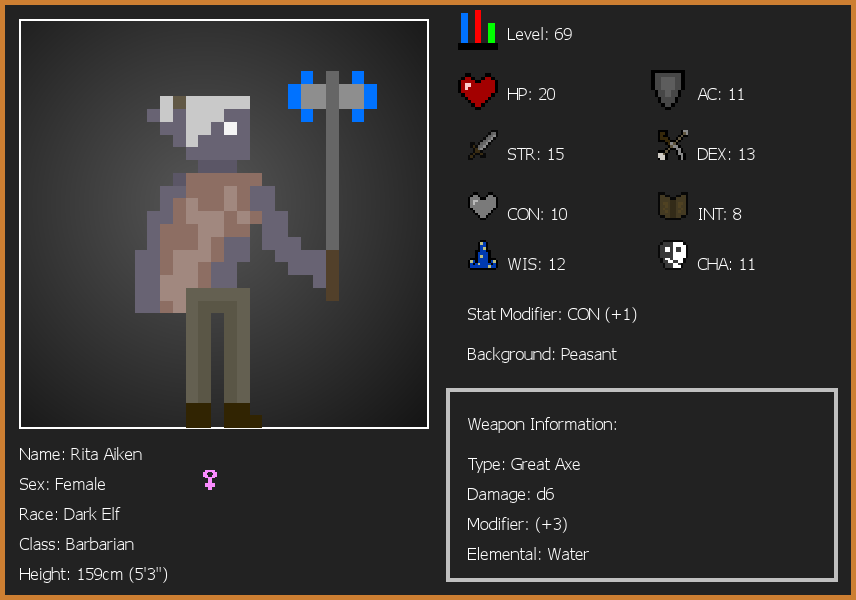 Level: 69
HP: 20
AC: 11
STR: 15
DEX: 13
CON: 10
INT: 8
WIS: 12
CHA: 11
Stat Modifier: CON (+1)
Background: Peasant
Weapon Information:
Type: Great Axe
Damage: d6
Modifier: (+3)
Elemental: Water
Name: Rita Aiken
Sex: Female
Race: Dark Elf
Class: Barbarian
Height: 159cm (5'3")